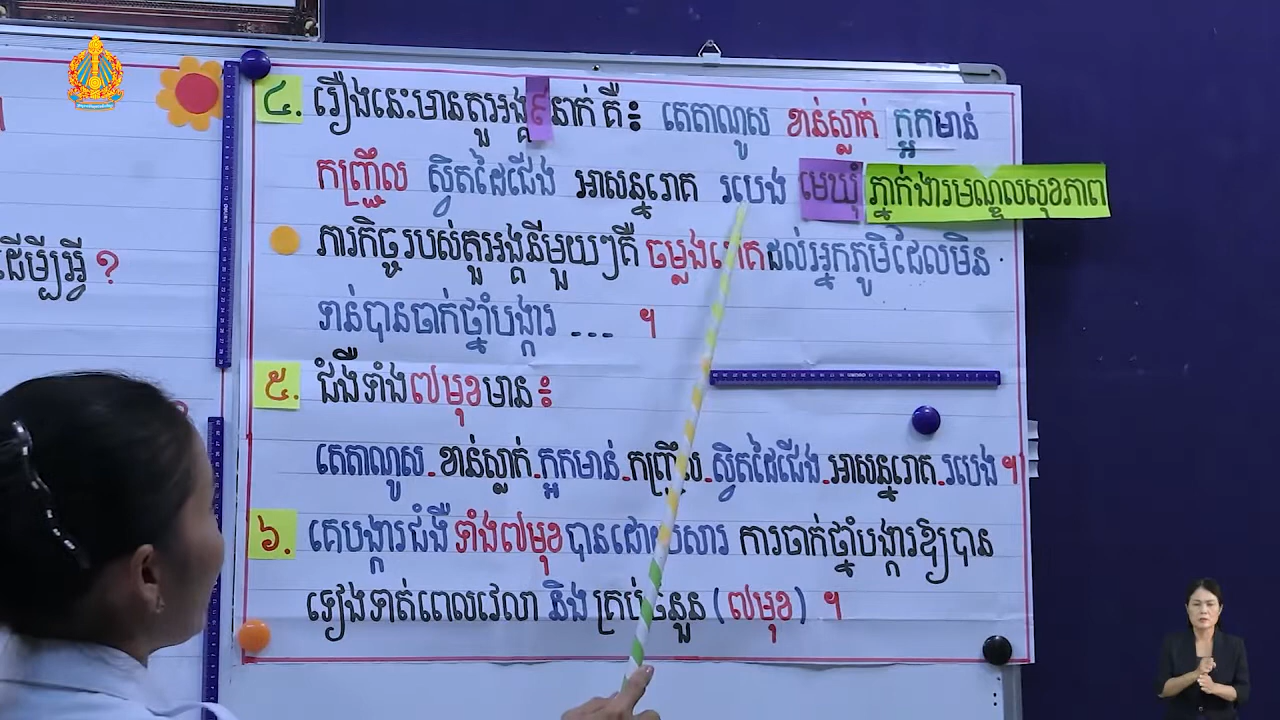 ដើម្បីអ្វី ?
៤. រឿងនេះមានតួអង្គ៩នាក់ គឺ៖ តេតាណូស ខាន់ស្លាក់ ក្អកមាន់
កញ្ជ្រឹល ស្វិតដៃជើង អាសន្នរោគ របេង មេឃុំ ភ្នាក់ងារមណ្ឌលសុខភាព
ភារកិច្ចរបស់តួអង្គនីមួយៗគឺ ចម្លងរោគដល់អ្នកភូមិដែលមិន
ទាន់បានចាក់ថ្នាំបង្ការ ... ។
៥. ជំងឺទាំង៧មុខមាន៖
តេតាណូស-ខាន់ស្លាក់-ក្អកមាន់-កញ្ជ្រឹល-ស្វិតដៃជើង-អាសន្នរោគ-របេង ។
៦. គេបង្ការជំងឺទាំង៧មុខបានដោយសារ ការចាក់ថ្នាំបង្ការឱ្យបាន
ទៀងទាត់ពេលវេលា និង គ្រប់ចំនួន (៧មុខ) ។